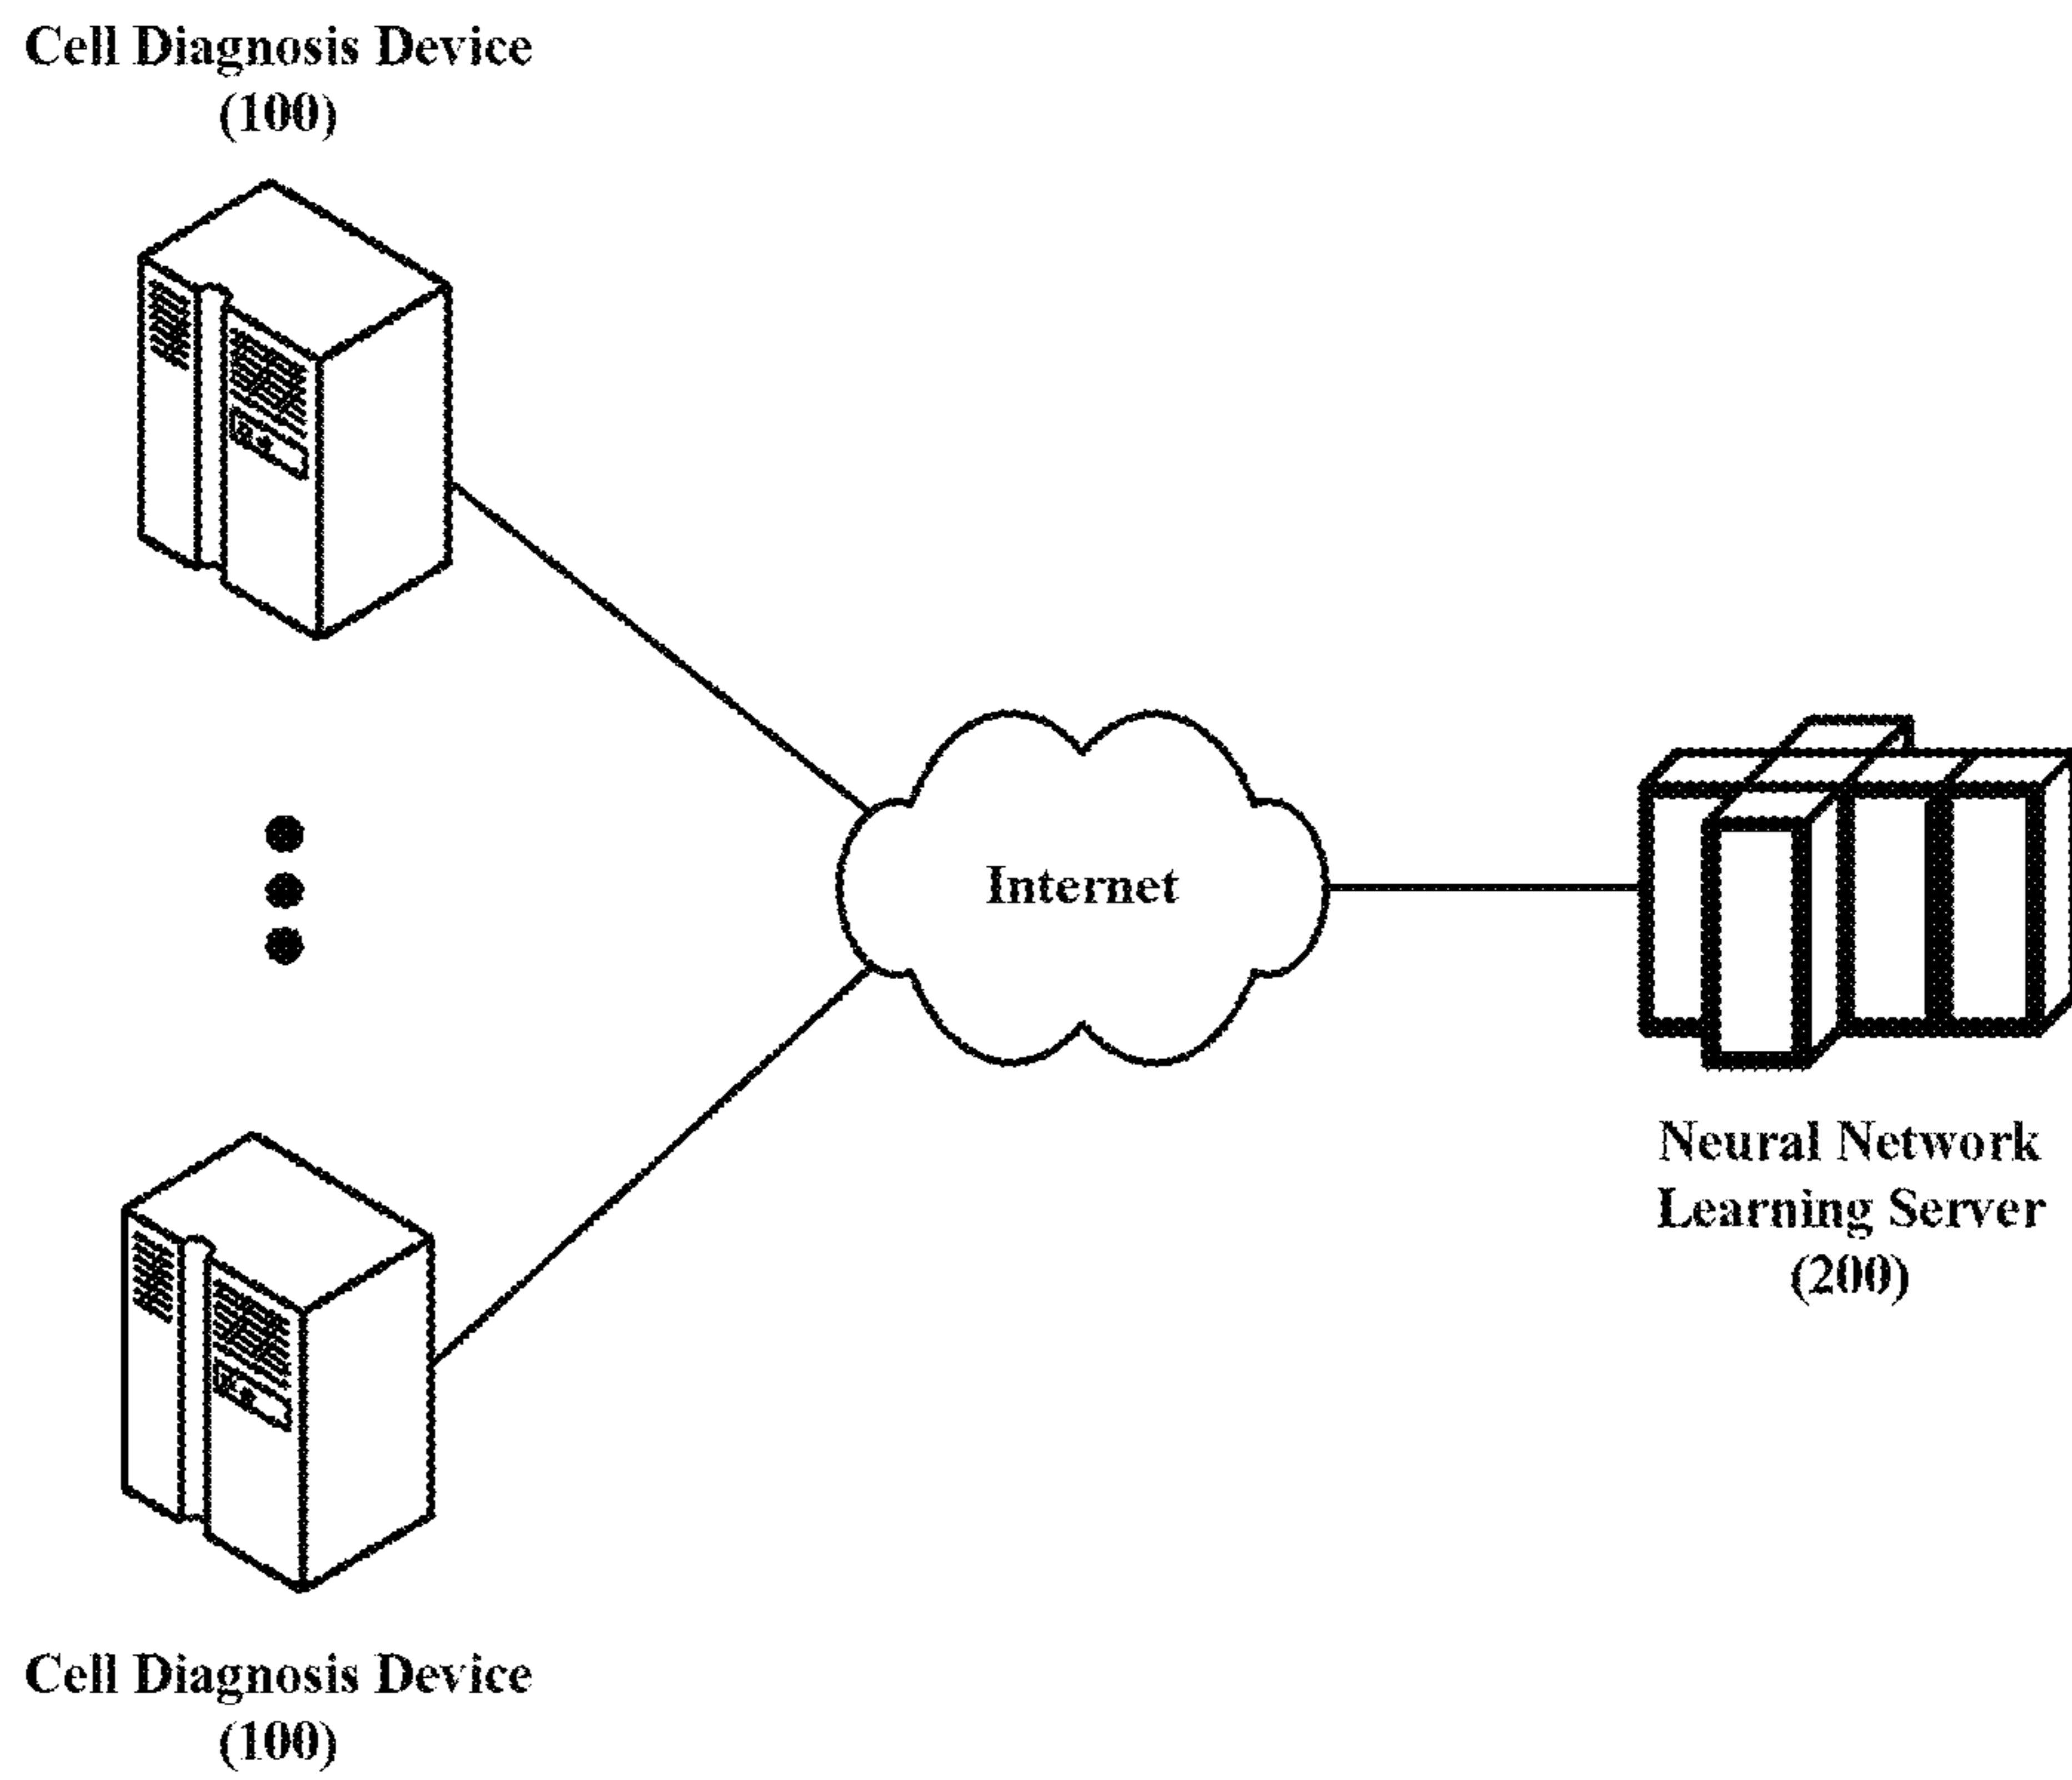 Cell Diagnosis Device
(100)
Internet
Neural Network
Learning Server
(200)
Cell Diagnosis Device
(100)